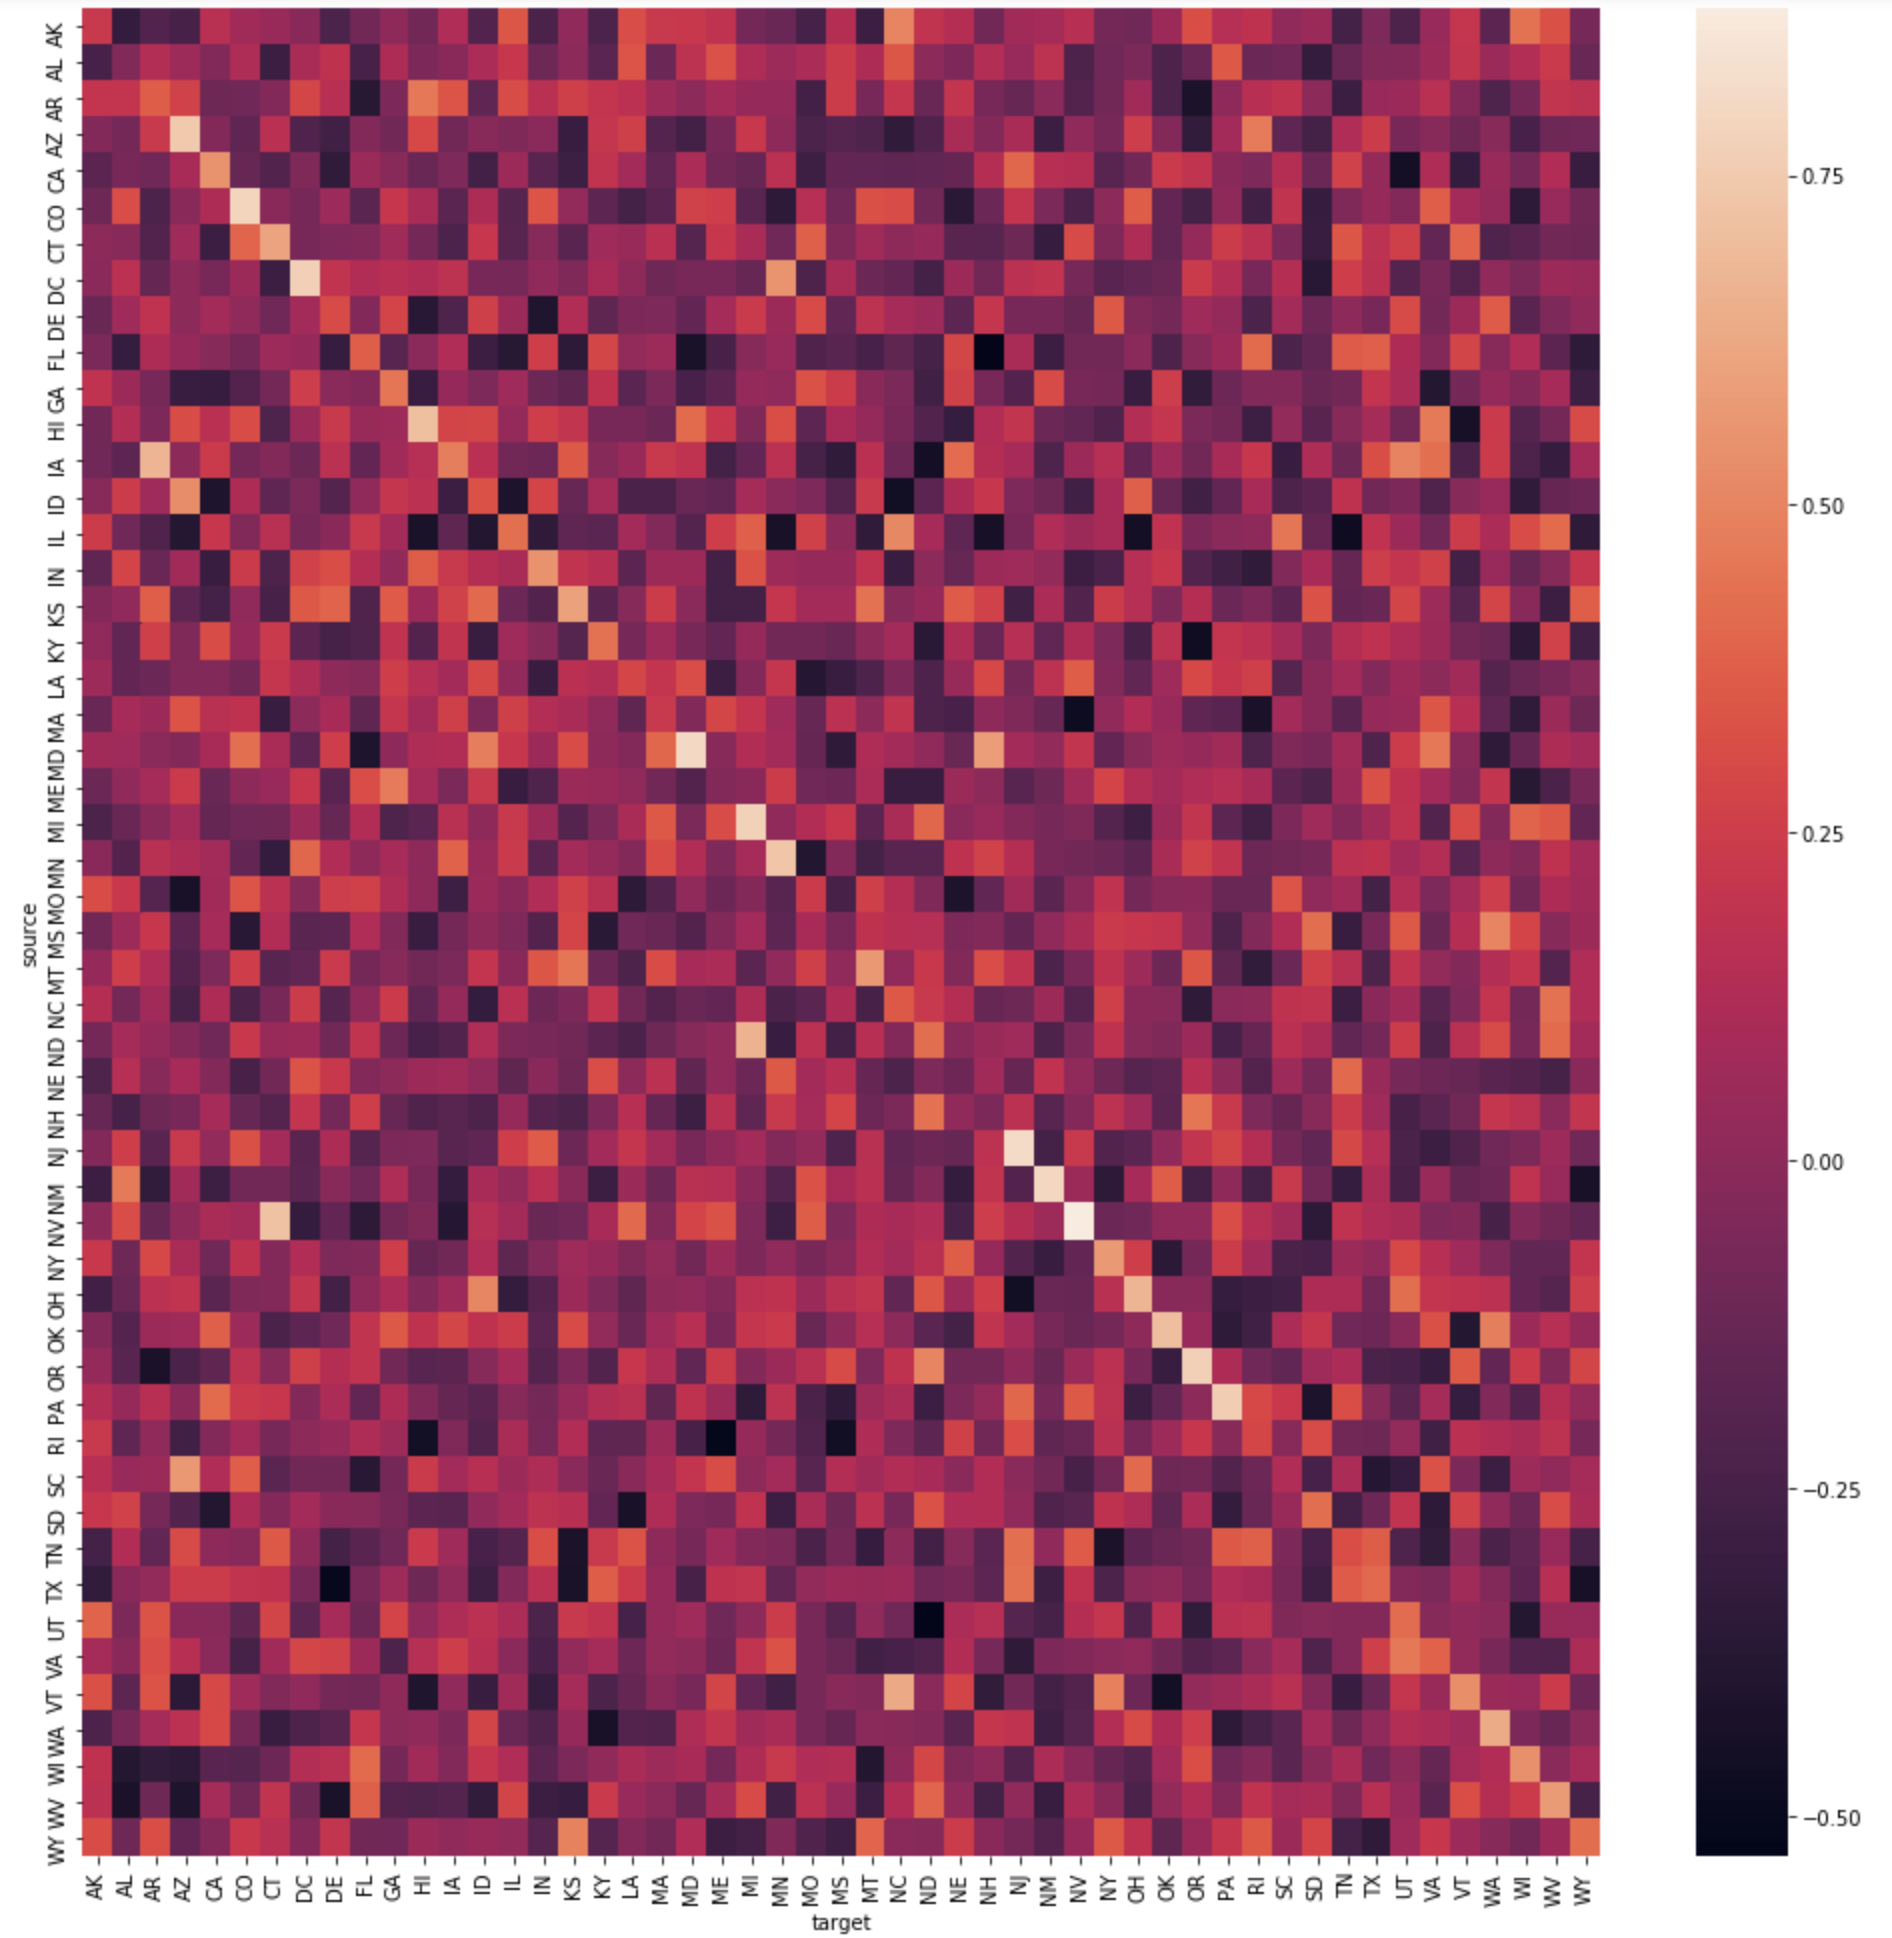 source
AK
AL
AR
AZ
CA
CO
CT
DC
DE
FL
GA
HI
IA
ID
IL
IN
KS
KY
LA
MA
MD
ME
MI
MN
MO
MS
MT
NC
ND
NE
NH
NJ
NM
NV
NY
OH
OK
OR
PA
RI
SC
SD
TN
TX
UT
VA
VT
WA
WI
WV
WY
AK AL AR AZ CA CO CT DC DE FL GA HI IA ID IL IN KS KY LA MA MD ME MI MN MO MS MT NC ND NE NH NJ NM NV NY OH OK OR PA RI SC SD TN TX UT VA VT WA WI WV WY
target
0.75
0.50
0.25
0.00
−0.25
−0.50